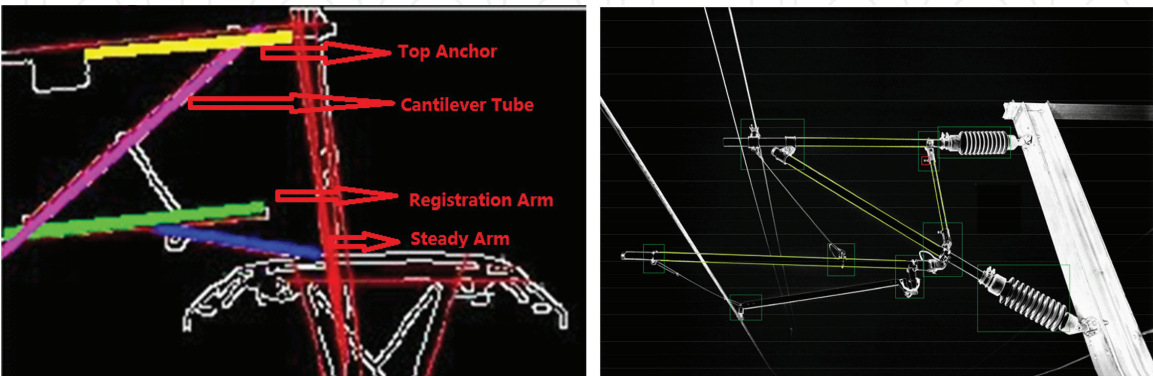 Top Anchor
Cantilever Tube
Registration Arm
Steady Arm